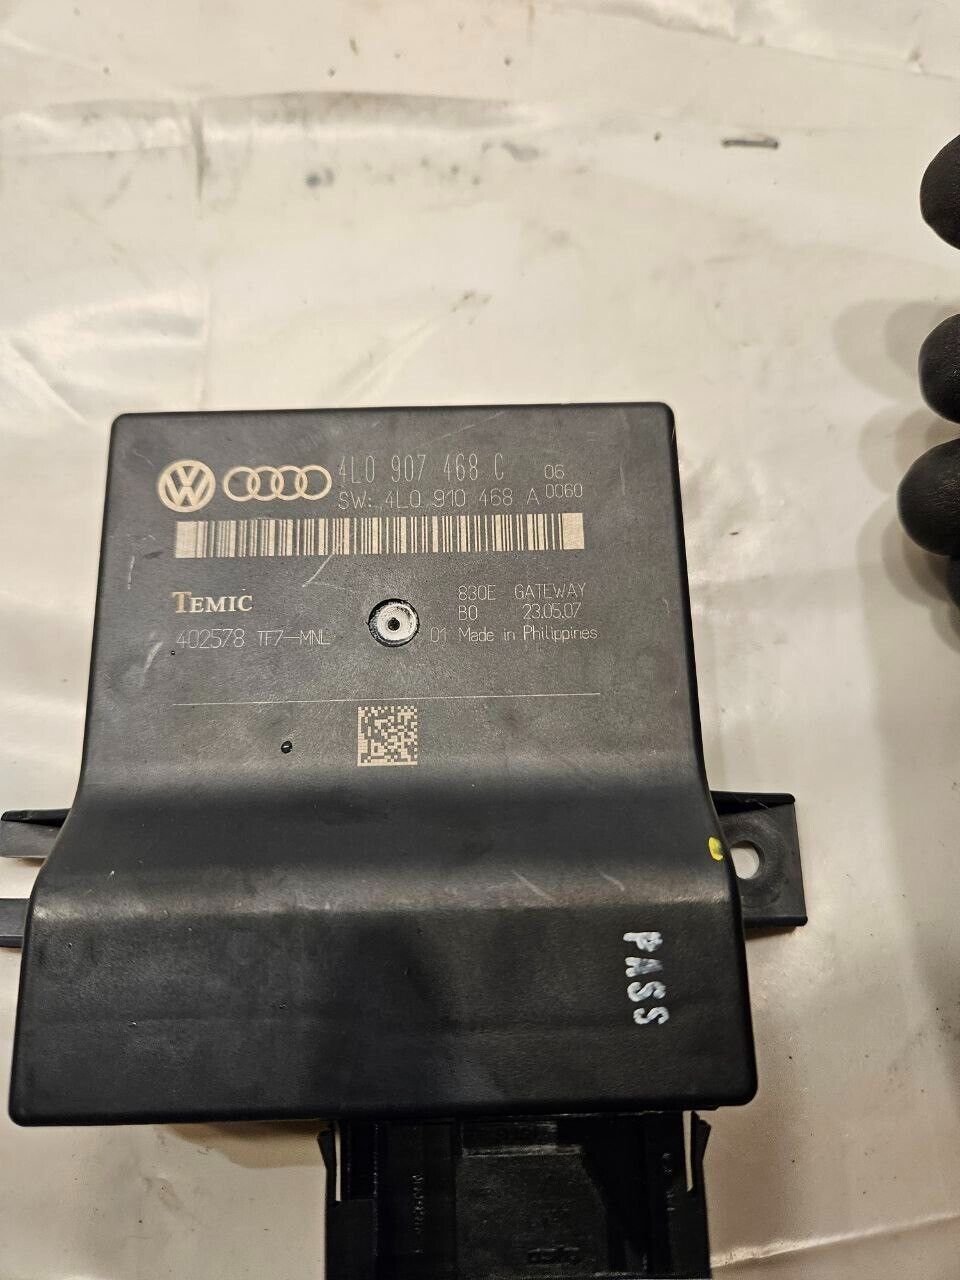 4L0 907 468 C 06
SW: 4L0 910 468 A 0060
TEMIC
830E GATEWAY
B0 23.05.07
402578 TF7-MNL 01 Made in Philippines
PASS